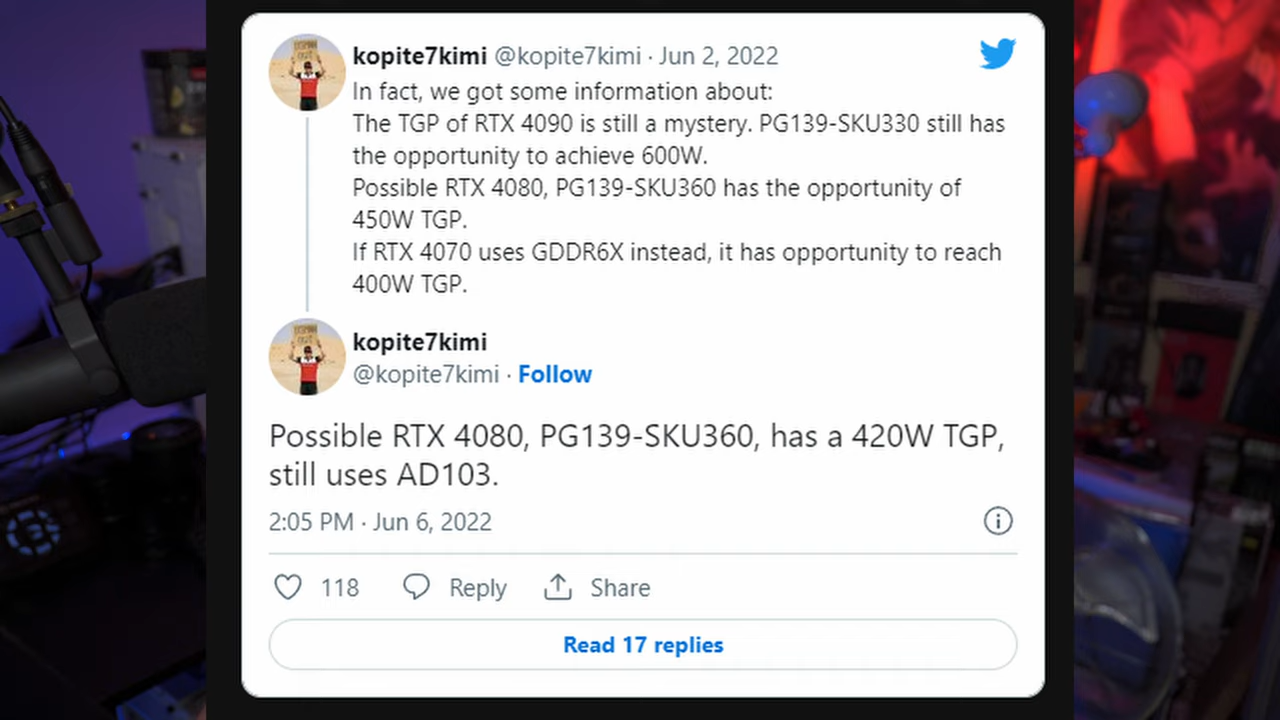 kopite7kimi @kopite7kimi · Jun 2, 2022
In fact, we got some information about:
The TGP of RTX 4090 is still a mystery. PG139-SKU330 still has
the opportunity to achieve 600W.
Possible RTX 4080, PG139-SKU360 has the opportunity of
450W TGP.
If RTX 4070 uses GDDR6X instead, it has opportunity to reach
400W TGP.
kopite7kimi
@kopite7kimi · Follow
Possible RTX 4080, PG139-SKU360, has a 420W TGP,
still uses AD103.
2:05 PM · Jun 6, 2022
118 Reply Share
Read 17 replies